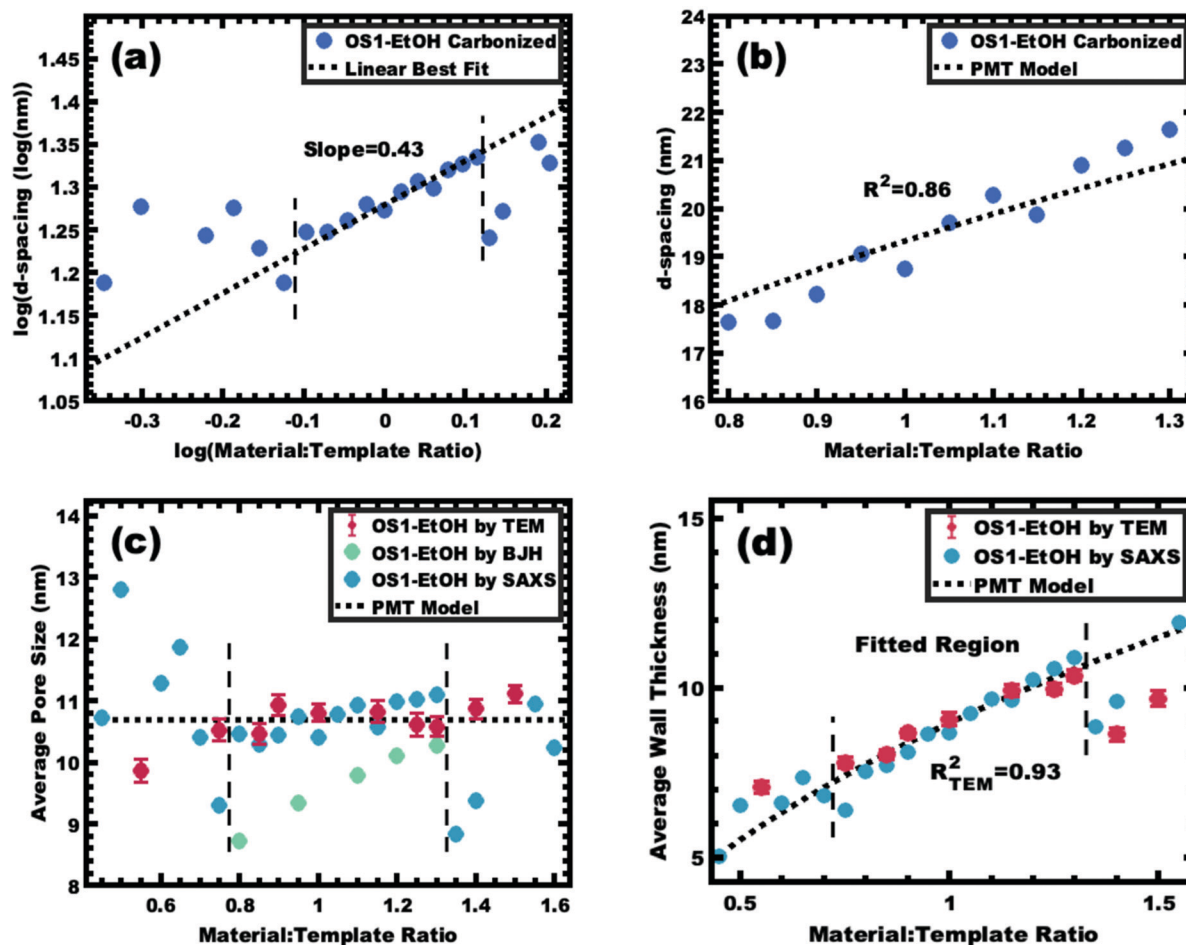 (a)
OS1-EtOH Carbonized
Linear Best Fit
Slope=0.43
1.45
1.4
1.35
1.3
1.25
1.2
1.15
1.1
1.05
log(d-spacing (log(nm))
-0.3 -0.2 -0.1 0 0.1 0.2
log(Material:Template Ratio)
(b)
OS1-EtOH Carbonized
PMT Model
R2=0.86
24
23
22
21
20
19
18
17
16
d-spacing (nm)
0.8 0.9 1 1.1 1.2 1.3
Material:Template Ratio
(c)
OS1-EtOH by TEM
OS1-EtOH by BJH
OS1-EtOH by SAXS
PMT Model
14
13
12
11
10
9
8
Average Pore Size (nm)
0.6 0.8 1 1.2 1.4 1.6
Material:Template Ratio
(d)
OS1-EtOH by TEM
OS1-EtOH by SAXS
PMT Model
Fitted Region
R2TEM=0.93
15
10
5
Average Wall Thickness (nm)
0.5 1 1.5
Material:Template Ratio